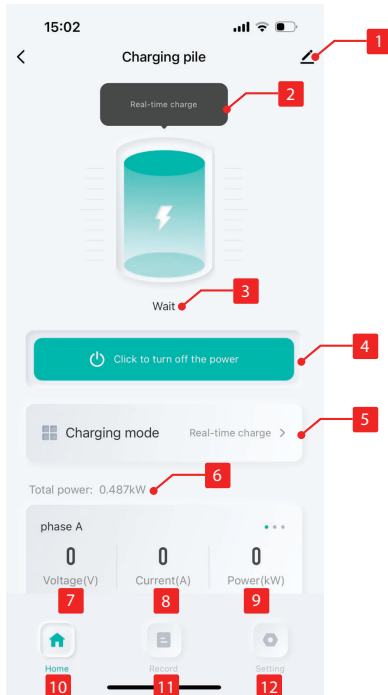 15:02
1
Charging pile
2
Real-time charge
3
Wait
4
Click to turn off the power
5
Charging mode Real-time charge
6
Total power: 0.487kW
phase A
0 0 0
Voltage(V) Current(A) Power(kW)
7 8 9
Home Record Setting
10 11 12